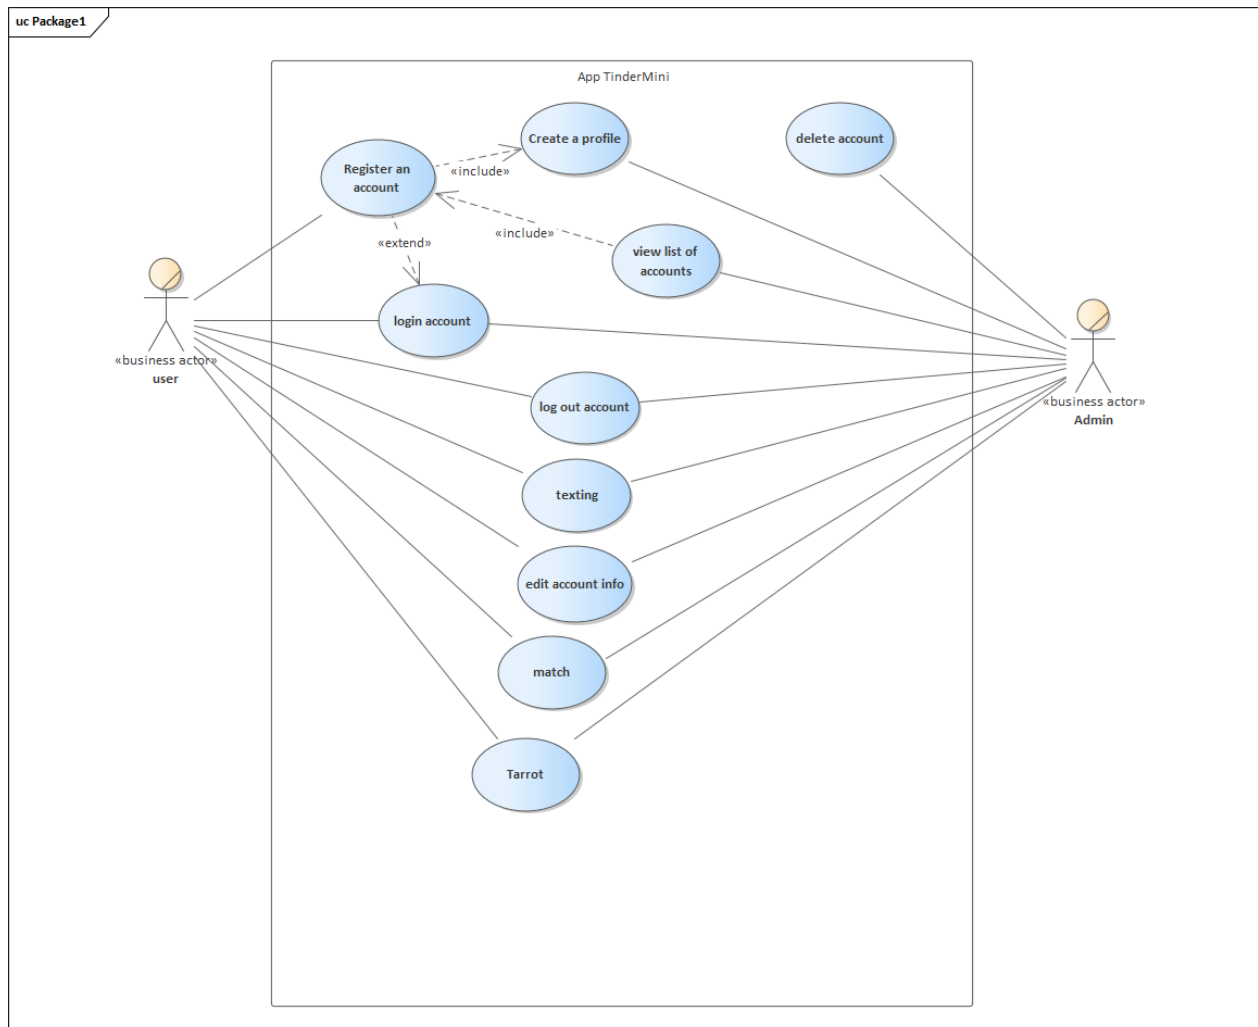 uc Package1
App TinderMini
Create a profile
delete account
Register an
account
«include»
«include»
view list of
accounts
«extend»
login account
«business actor»
user
log out account
«business actor»
Admin
texting
edit account info
match
Tarrot